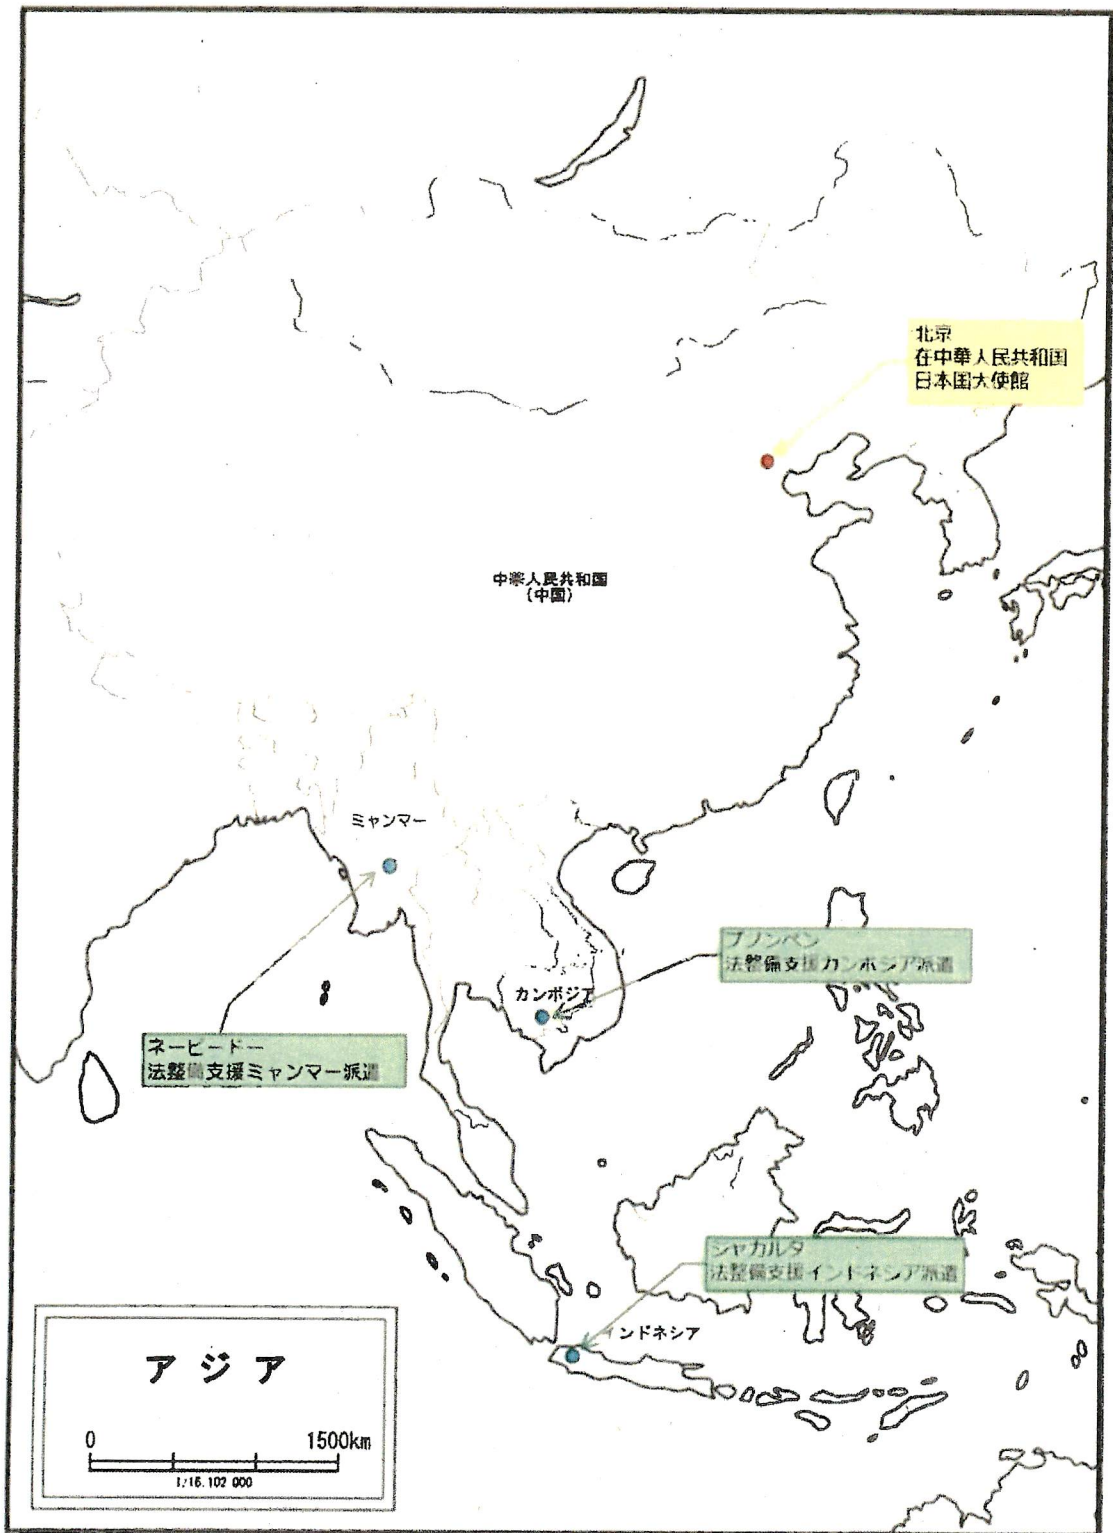 北京
在中華人民共和国
日本国大使館
中華人民共和国
(中国)
ミャンマー
プノンペン
法整備支援カンボジア派遣
カンボジア
ネーピードー
法整備支援ミャンマー派遣
ジャカルタ
法整備支援インドネシア派遣
インドネシア
アジア
0 1500km
1/16,102,000